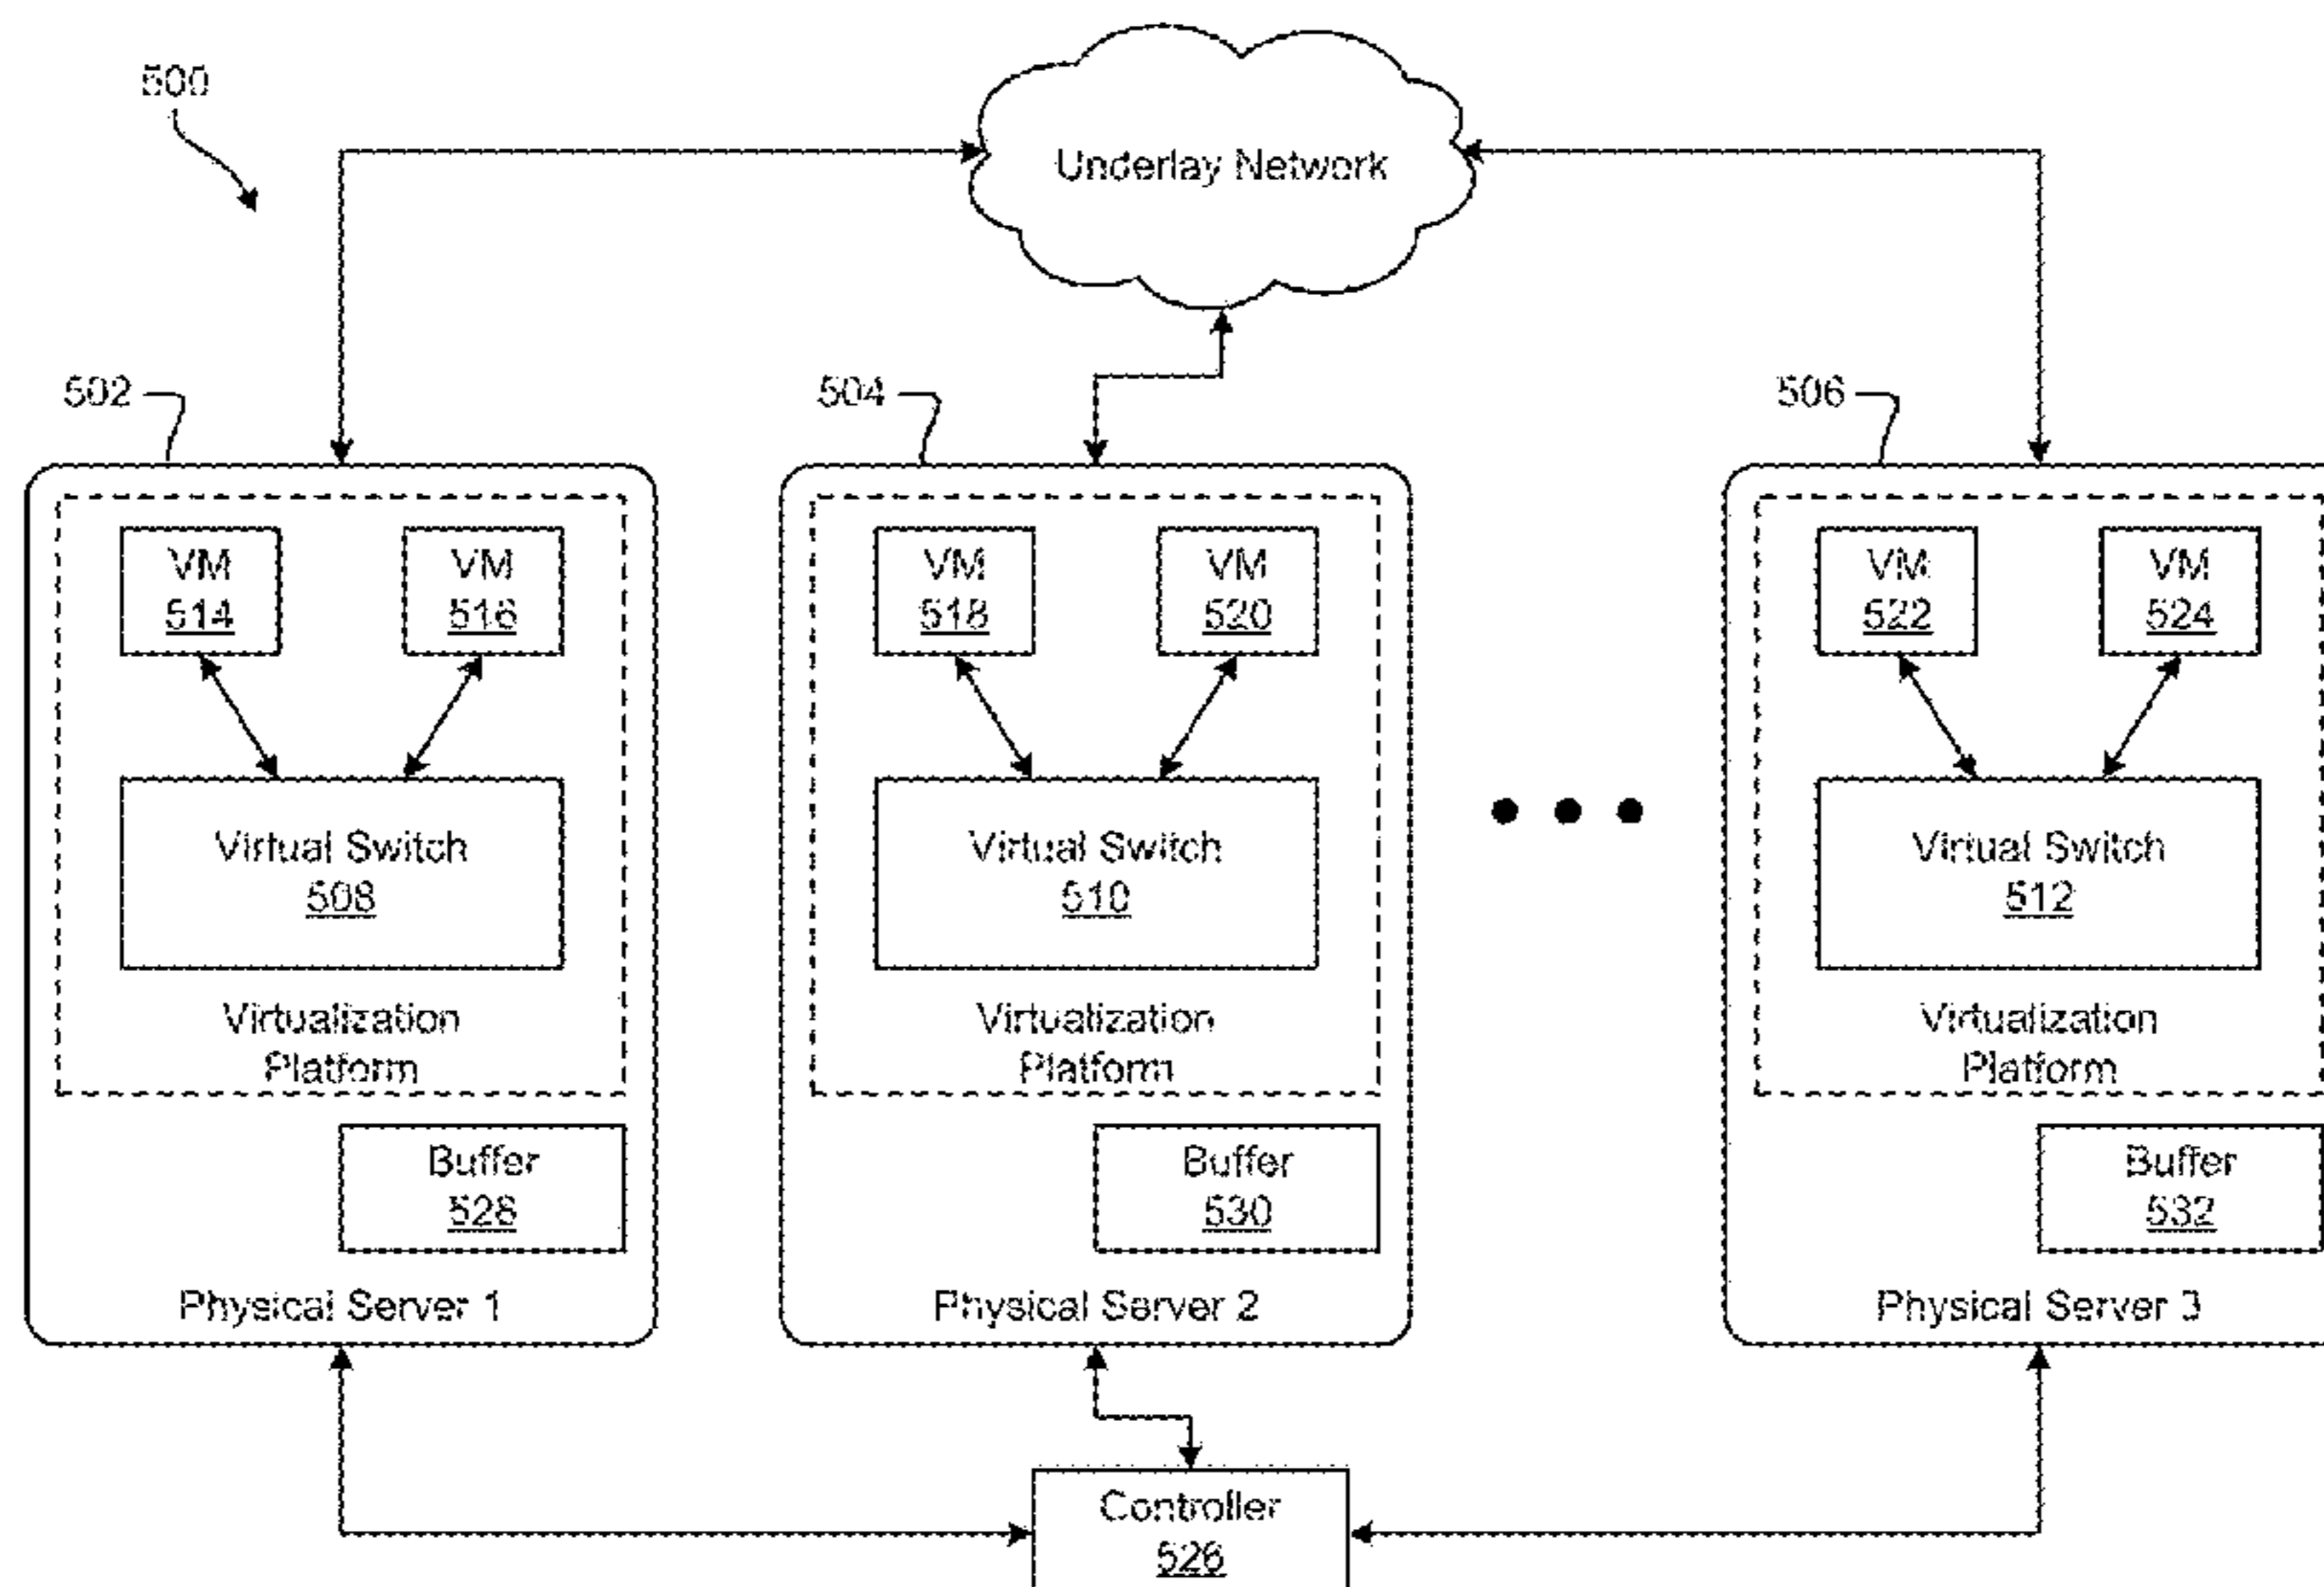 500
Underlay Network
502
504
506
VM
514
VM
516
VM
518
VM
520
VM
522
VM
524
Virtual Switch
508
Virtual Switch
510
Virtual Switch
512
Virtualization
Platform
Virtualization
Platform
Virtualization
Platform
Buffer
528
Buffer
530
Buffer
532
Physical Server 1
Physical Server 2
Physical Server 3
Controller
526